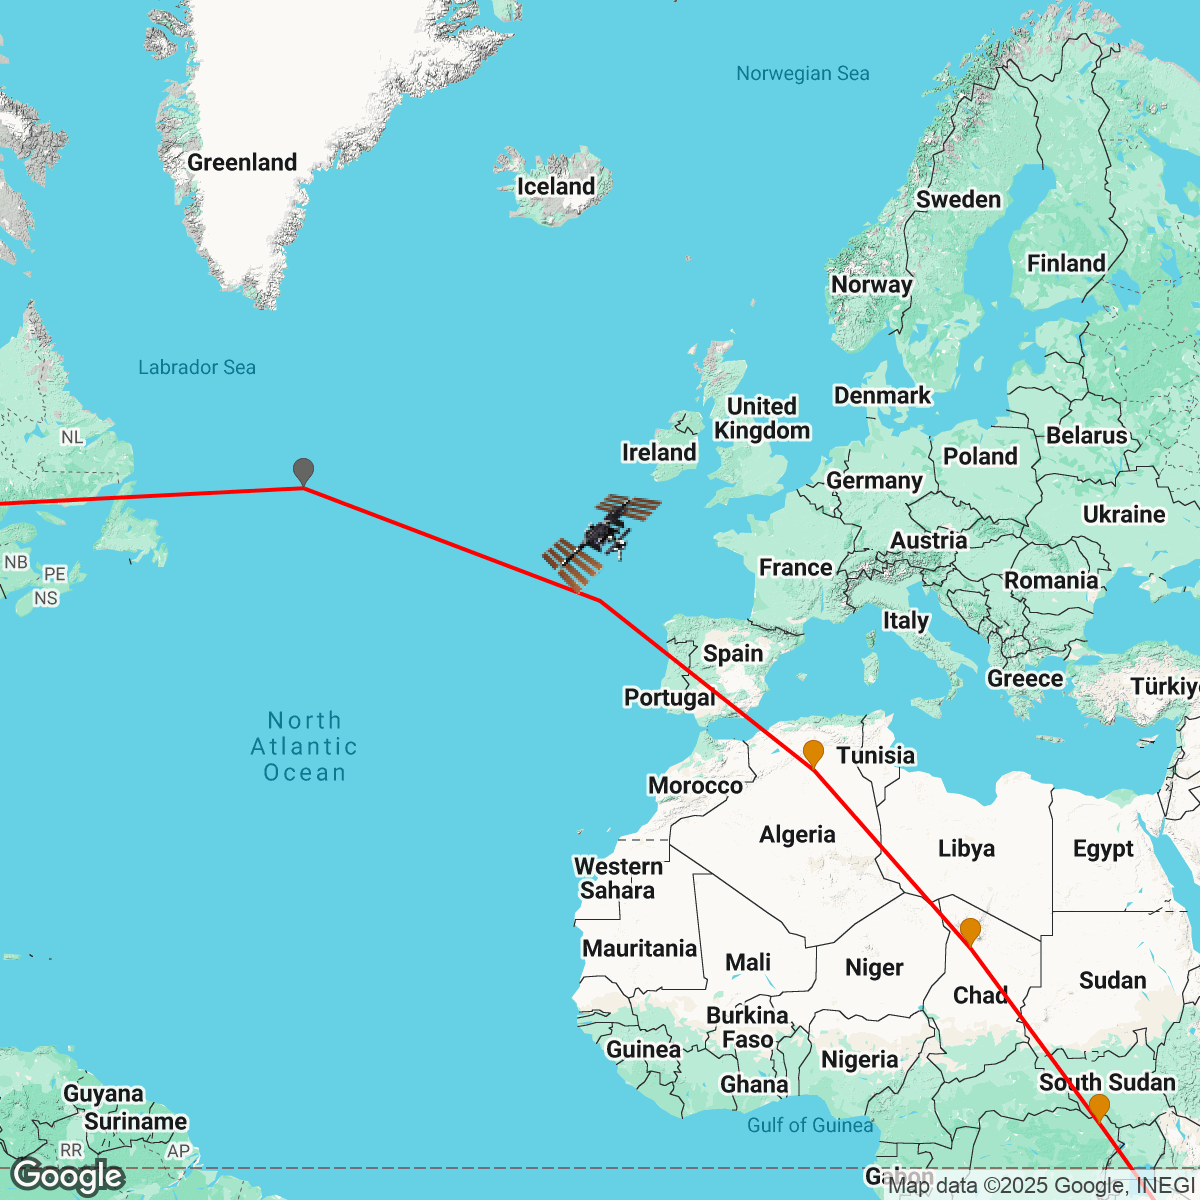 Norwegian Sea
Greenland
Iceland
Sweden
Finland
Norway
Labrador Sea
Denmark
United
Kingdom
NL
Belarus
Ireland
Poland
Germany
Ukraine
Austria
NB
PE
France
Romania
NS
Italy
Spain
Greece
Türkiy
Portugal
North
Atlantic
Ocean
Tunisia
Morocco
Algeria
Libya
Egypt
Western
Sahara
Mauritania
Mali
Niger
Sudan
Chad
Burkina
Faso
Guinea
Nigeria
Ghana
South Sudan
Guyana
Suriname
Gulf of Guinea
RR
AP
Gabon
Google
Map data ©2025 Google, INEGI